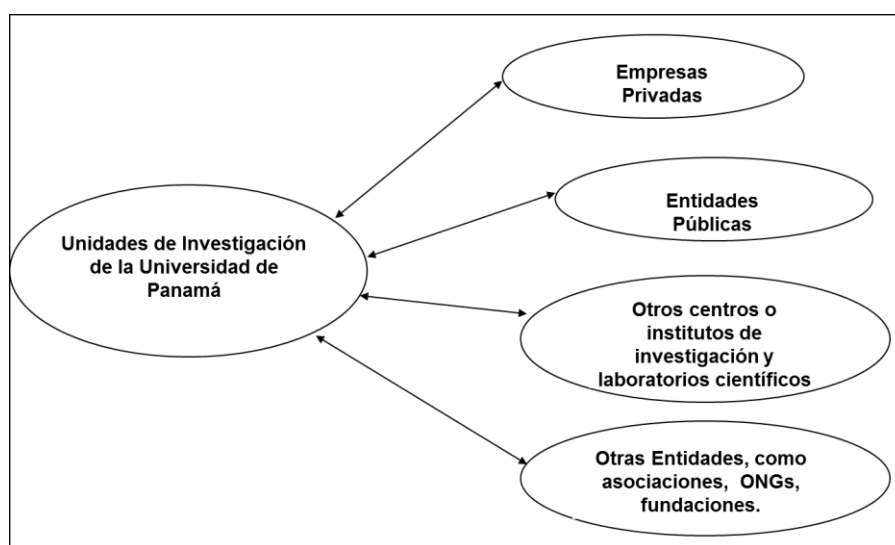 Empresas
Privadas
Entidades
Públicas
Unidades de Investigación
de la Universidad de
Panamá
Otros centros o
institutos de
investigación y
laboratorios científicos
Otras Entidades, como
asociaciones, ONGs,
fundaciones.